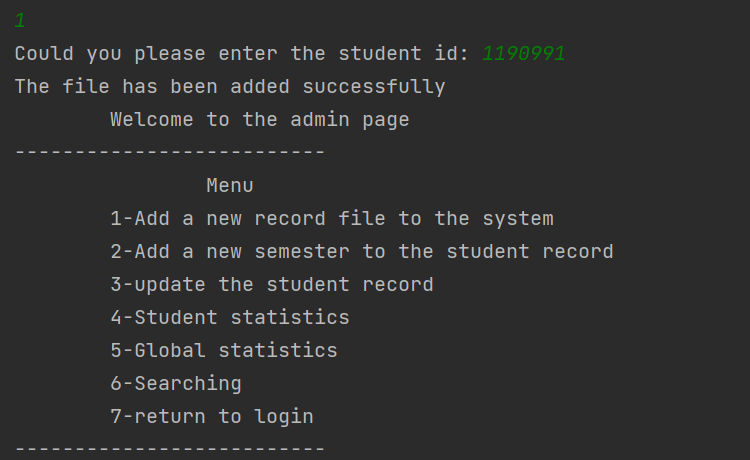 1
Could you please enter the student id: 1190991
The file has been added successfully
Welcome to the admin page
--------------------------
Menu
1-Add a new record file to the system
2-Add a new semester to the student record
3-update the student record
4-Student statistics
5-Global statistics
6-Searching
7-return to login
--------------------------